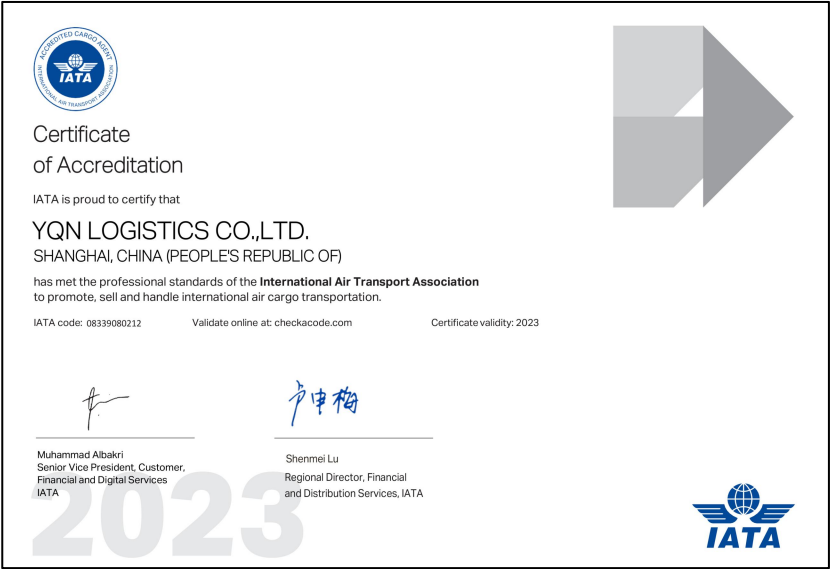 ACCREDITED CARGO AGENT
INTERNATIONAL AIR TRANSPORT ASSOCIATION
IATA
Certificate
of Accreditation
IATA is proud to certify that
YQN LOGISTICS CO.,LTD.
SHANGHAI, CHINA (PEOPLE'S REPUBLIC OF)
has met the professional standards of the International Air Transport Association
to promote, sell and handle international air cargo transportation.
IATA code: 08339080212 Validate online at: checkacode.com Certificate validity: 2023
卢申梅
Muhammad Albakri
Senior Vice President, Customer,
Financial and Digital Services
IATA
Shenmei Lu
Regional Director, Financial
and Distribution Services, IATA
2023
IATA